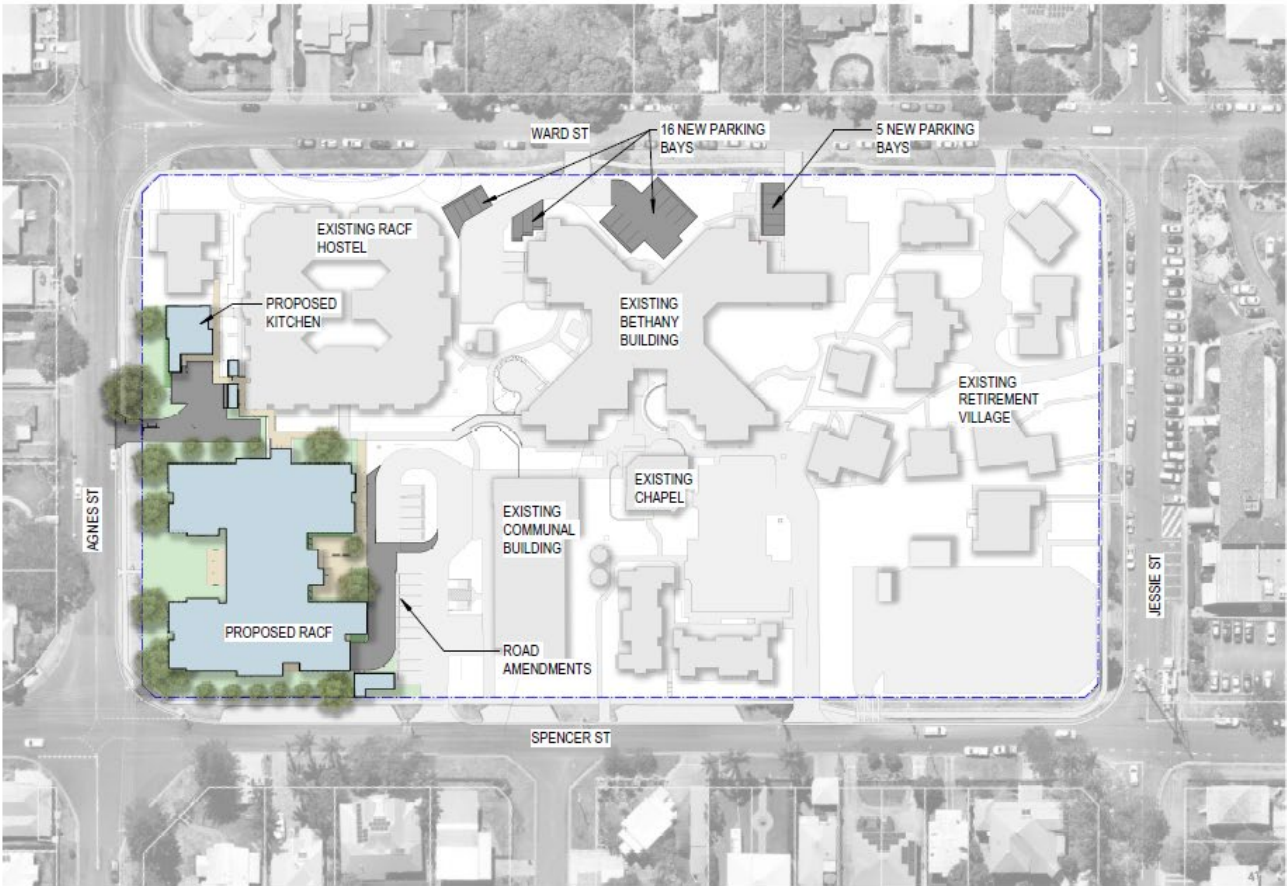 WARD ST
16 NEW PARKING
BAYS
5 NEW PARKING
BAYS
EXISTING RACF
HOSTEL
PROPOSED
KITCHEN
EXISTING
BETHANY
BUILDING
EXISTING
RETIREMENT
VILLAGE
EXISTING
CHAPEL
EXISTING
COMMUNAL
BUILDING
AGNES ST
JESSIE ST
PROPOSED RACF
ROAD
AMENDMENTS
SPENCER ST